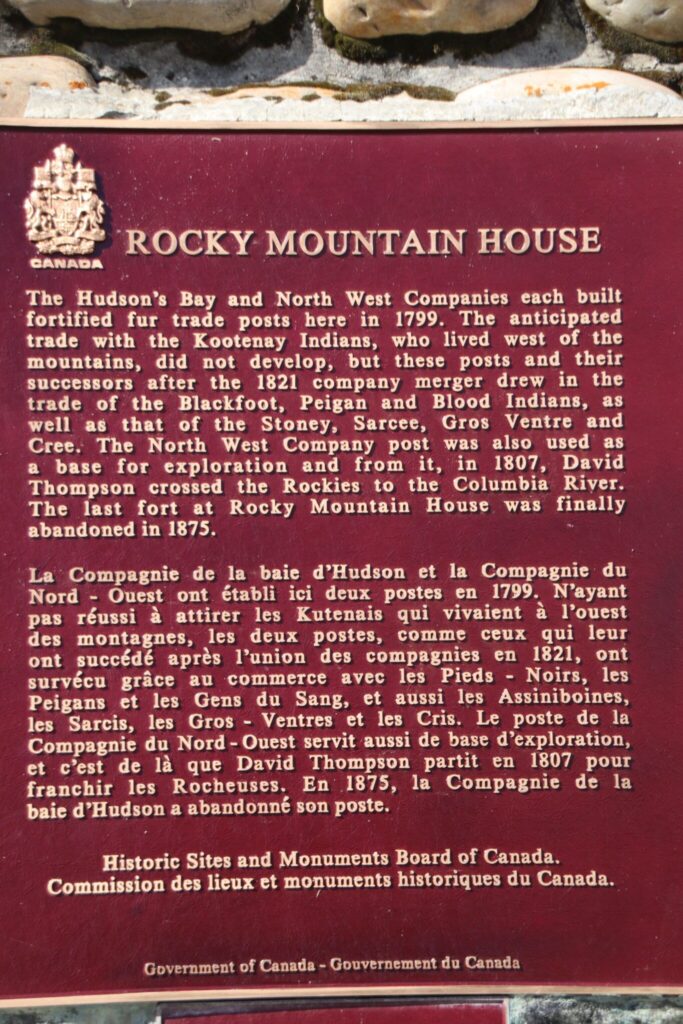 CANADA
ROCKY MOUNTAIN HOUSE
The Hudson's Bay and North West Companies each built
fortified fur trade posts here in 1799. The anticipated
trade with the Kootenay Indians, who lived west of the
mountains, did not develop, but these posts and their
successors after the 1821 company merger drew in the
trade of the Blackfoot, Peigan and Blood Indians, as
well as that of the Stoney, Sarcee, Gros Ventre and
Cree. The North West Company post was also used as
a base for exploration and from it, in 1807, David
Thompson crossed the Rockies to the Columbia River.
The last fort at Rocky Mountain House was finally
abandoned in 1875.
La Compagnie de la baie d'Hudson et la Compagnie du
Nord - Ouest ont établi ici deux postes en 1799. N'ayant
pas réussi à attirer les Kutenais qui vivaient à l'ouest
des montagnes, les deux postes, comme ceux qui leur
ont succédé après l'union des compagnies en 1821, ont
survécu grâce au commerce avec les Pieds - Noirs, les
Peigans et les Gens du Sang, et aussi les Assiniboines,
les Sarcis, les Gros - Ventres et les Cris. Le poste de la
Compagnie du Nord - Ouest servit aussi de base d'exploration,
et c'est de là que David Thompson partit en 1807 pour
franchir les Rocheuses. En 1875, la Compagnie de la
baie d'Hudson a abandonné son poste.
Historic Sites and Monuments Board of Canada.
Commission des lieux et monuments historiques du Canada.
Government of Canada - Gouvernement du Canada